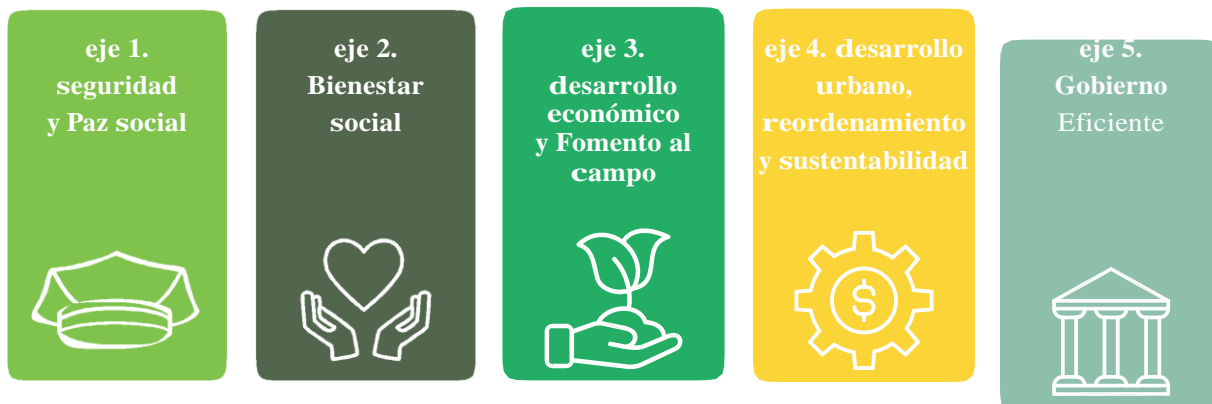 eje 1.
seguridad
y Paz social
eje 2.
Bienestar
social
eje 3.
desarrollo
económico
y Fomento al
campo
eje 4. desarrollo
urbano,
reordenamiento
y sustentabilidad
$
eje 5.
Gobierno
Eficiente